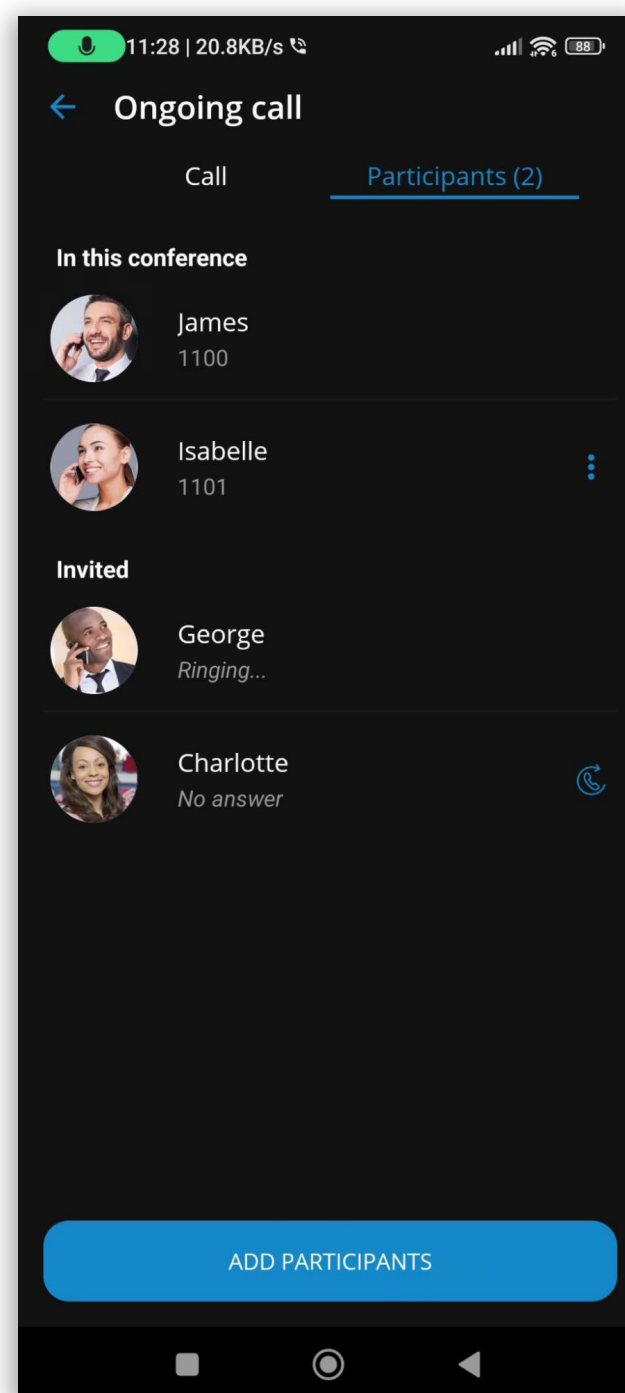 11:28 | 20.8KB/s
88
Ongoing call
Call
Participants (2)
In this conference
James
1100
Isabelle
1101
Invited
George
Ringing...
Charlotte
No answer
ADD PARTICIPANTS